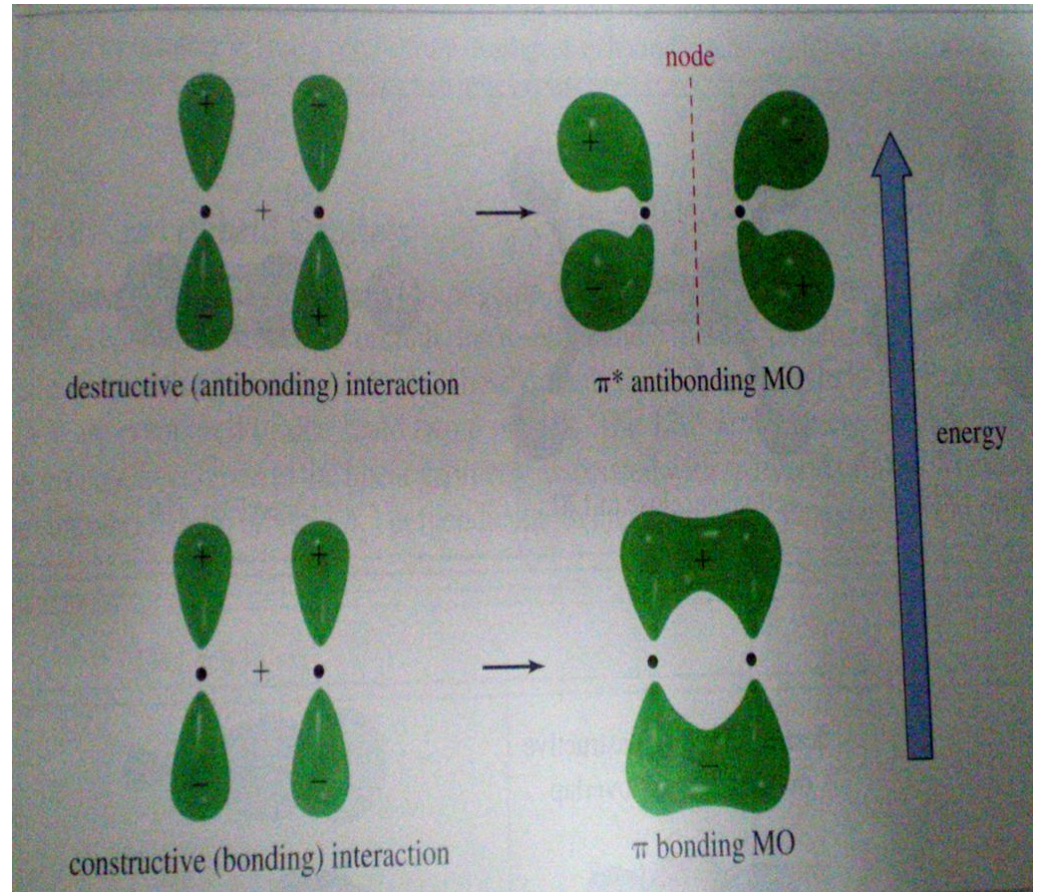 node
+ − + −
+
− + − +
destructive (antibonding) interaction
π* antibonding MO
energy
+ + +
+
− − −
constructive (bonding) interaction
π bonding MO